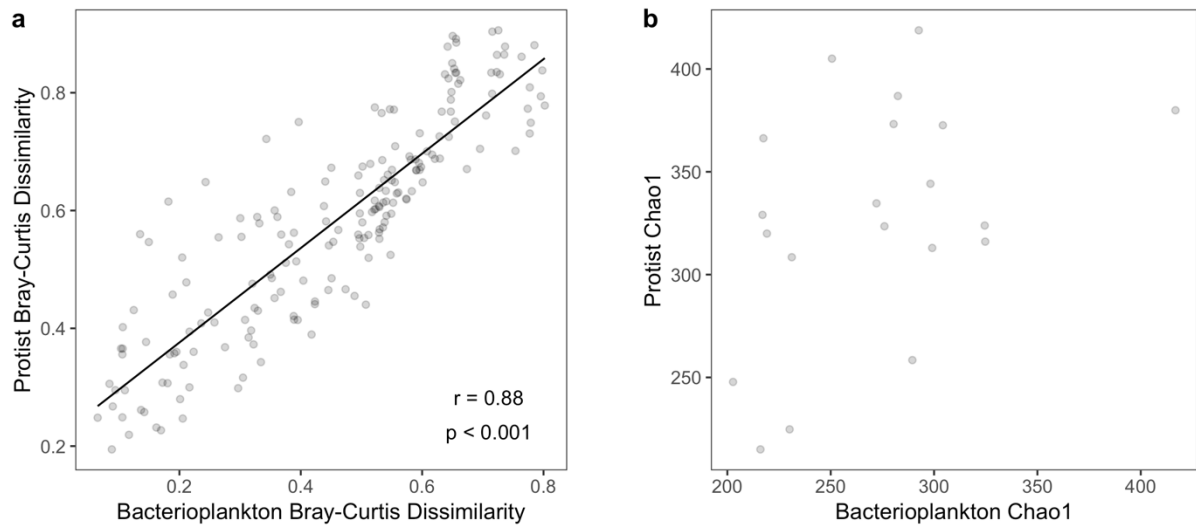 a
0.8
0.6
0.4
0.2
Protist Bray-Curtis Dissimilarity
r = 0.88
p < 0.001
0.2 0.4 0.6 0.8
Bacterioplankton Bray-Curtis Dissimilarity
b
400
350
300
250
Protist Chao1
200 250 300 350 400
Bacterioplankton Chao1